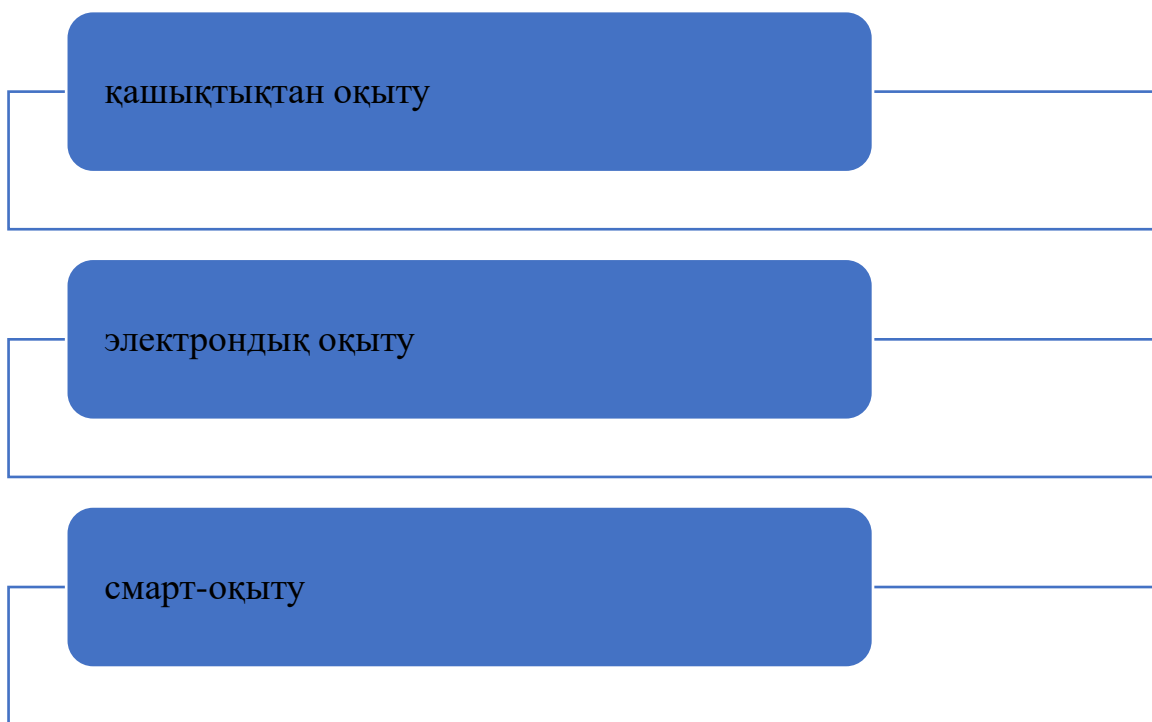 қашықтықтан оқыту
электрондық оқыту
смарт-оқыту